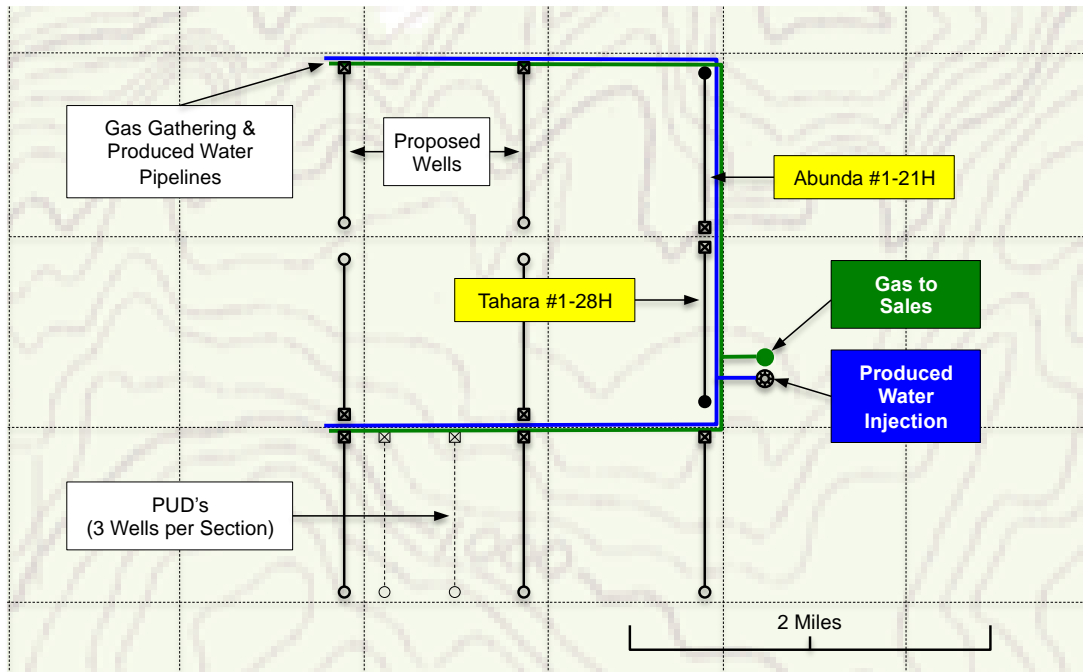 Gas Gathering &
Produced Water
Pipelines
Proposed
Wells
Abunda #1-21H
Tahara #1-28H
Gas to
Sales
Produced
Water
Injection
PUD's
(3 Wells per Section)
2 Miles